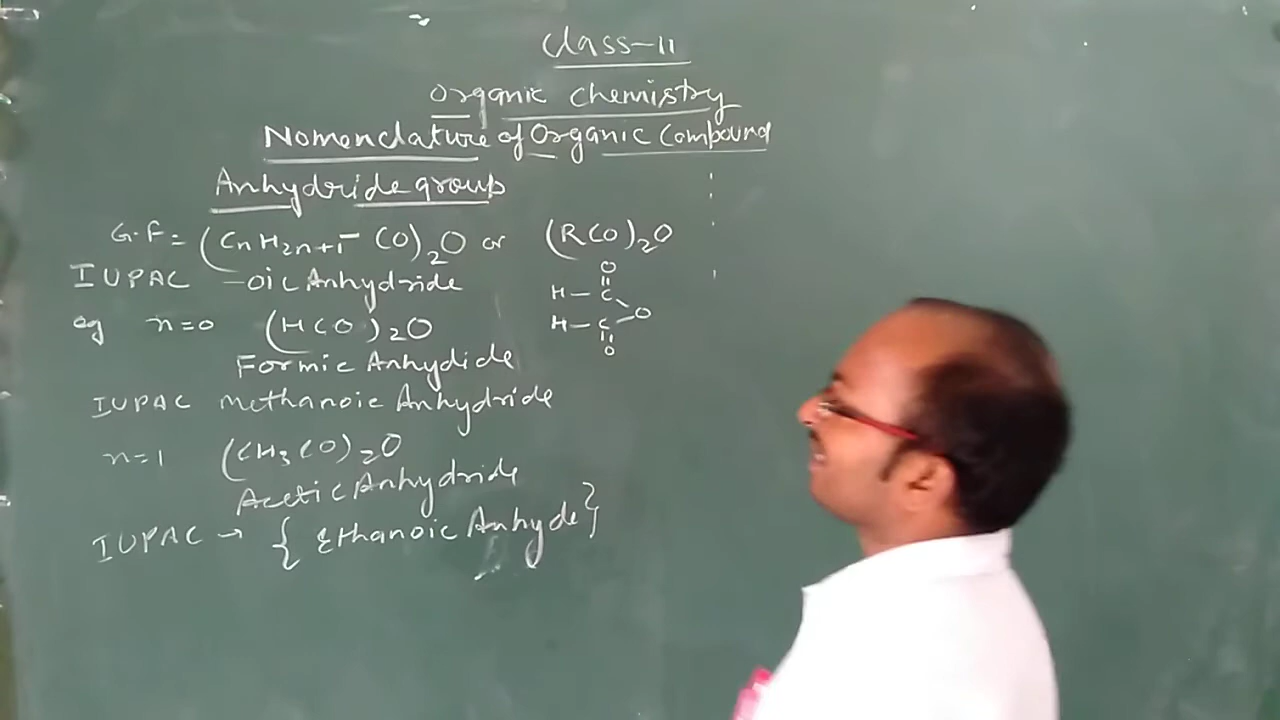 Class-11
Organic Chemistry
Nomenclature of Organic Compound
Anhydride group
G.F = (CnH2n+1- CO)2O or (RCO)2O
IUPAC -oic Anhydride
eg n=0 (HCO)2O
Formic Anhydide
IUPAC Methanoic Anhydride
n=1 (CH3CO)2O
Acetic Anhydride
IUPAC → { Ethanoic Anhyde}
O
H - C
O
H - C
O